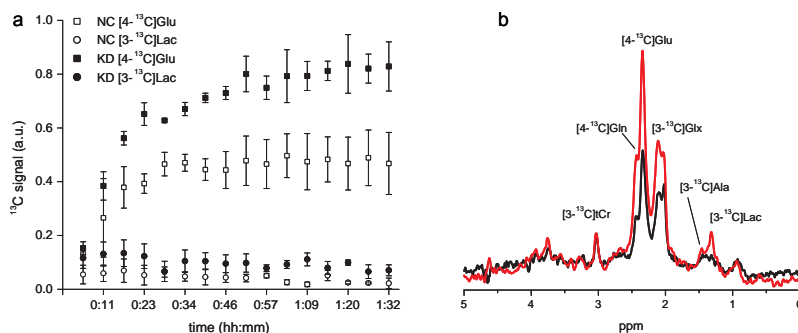 a
NC [4-¹³C]Glu
NC [3-¹³C]Lac
KD [4-¹³C]Glu
KD [3-¹³C]Lac
1.0
0.8
0.6
0.4
0.2
0.0
¹³C signal (a.u.)
0:11 0:23 0:34 0:46 0:57 1:09 1:20 1:32
time (hh:mm)
b
[4-¹³C]Glu
[4-¹³C]Gln
[3-¹³C]Glx
[3-¹³C]Ala
[3-¹³C]tCr
[3-¹³C]Lac
5 4 3 2 1 0
ppm